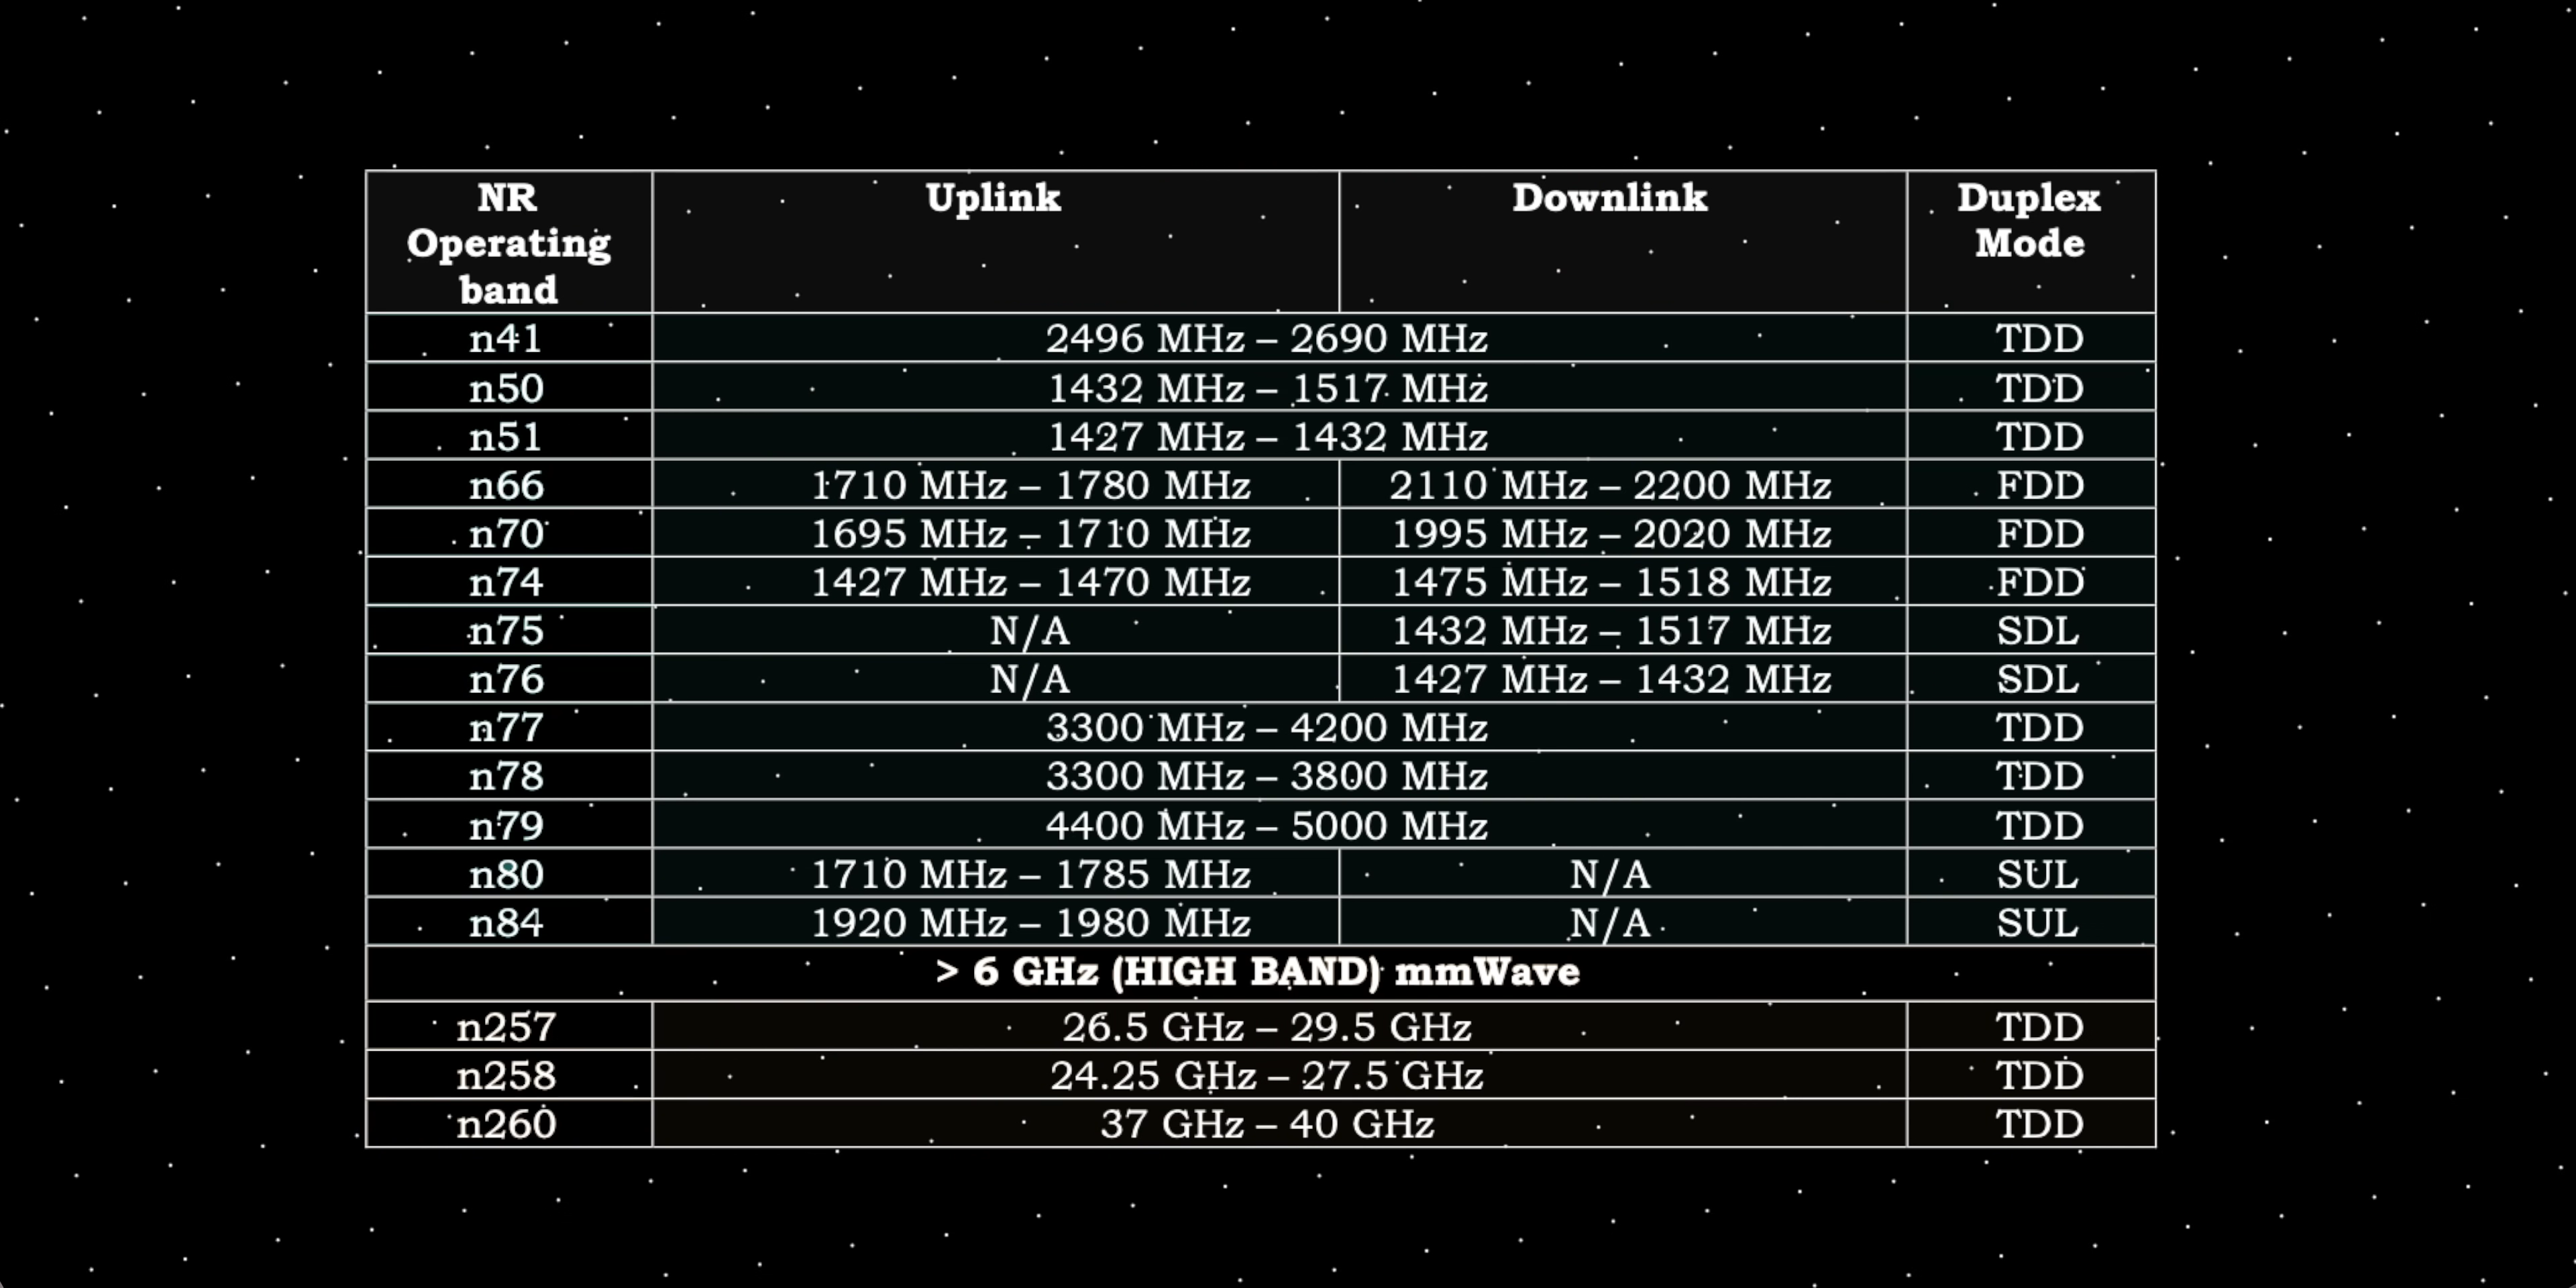 NR Operating band Uplink Downlink Duplex Mode
n41 2496 MHz – 2690 MHz TDD
n50 1432 MHz – 1517 MHz TDD
n51 1427 MHz – 1432 MHz TDD
n66 1710 MHz – 1780 MHz 2110 MHz – 2200 MHz FDD
n70 1695 MHz – 1710 MHz 1995 MHz – 2020 MHz FDD
n74 1427 MHz – 1470 MHz 1475 MHz – 1518 MHz FDD
n75 N/A 1432 MHz – 1517 MHz SDL
n76 N/A 1427 MHz – 1432 MHz SDL
n77 3300 MHz – 4200 MHz TDD
n78 3300 MHz – 3800 MHz TDD
n79 4400 MHz – 5000 MHz TDD
n80 1710 MHz – 1785 MHz N/A SUL
n84 1920 MHz – 1980 MHz N/A SUL
> 6 GHz (HIGH BAND) mmWave
n257 26.5 GHz – 29.5 GHz TDD
n258 24.25 GHz – 27.5 GHz TDD
n260 37 GHz – 40 GHz TDD